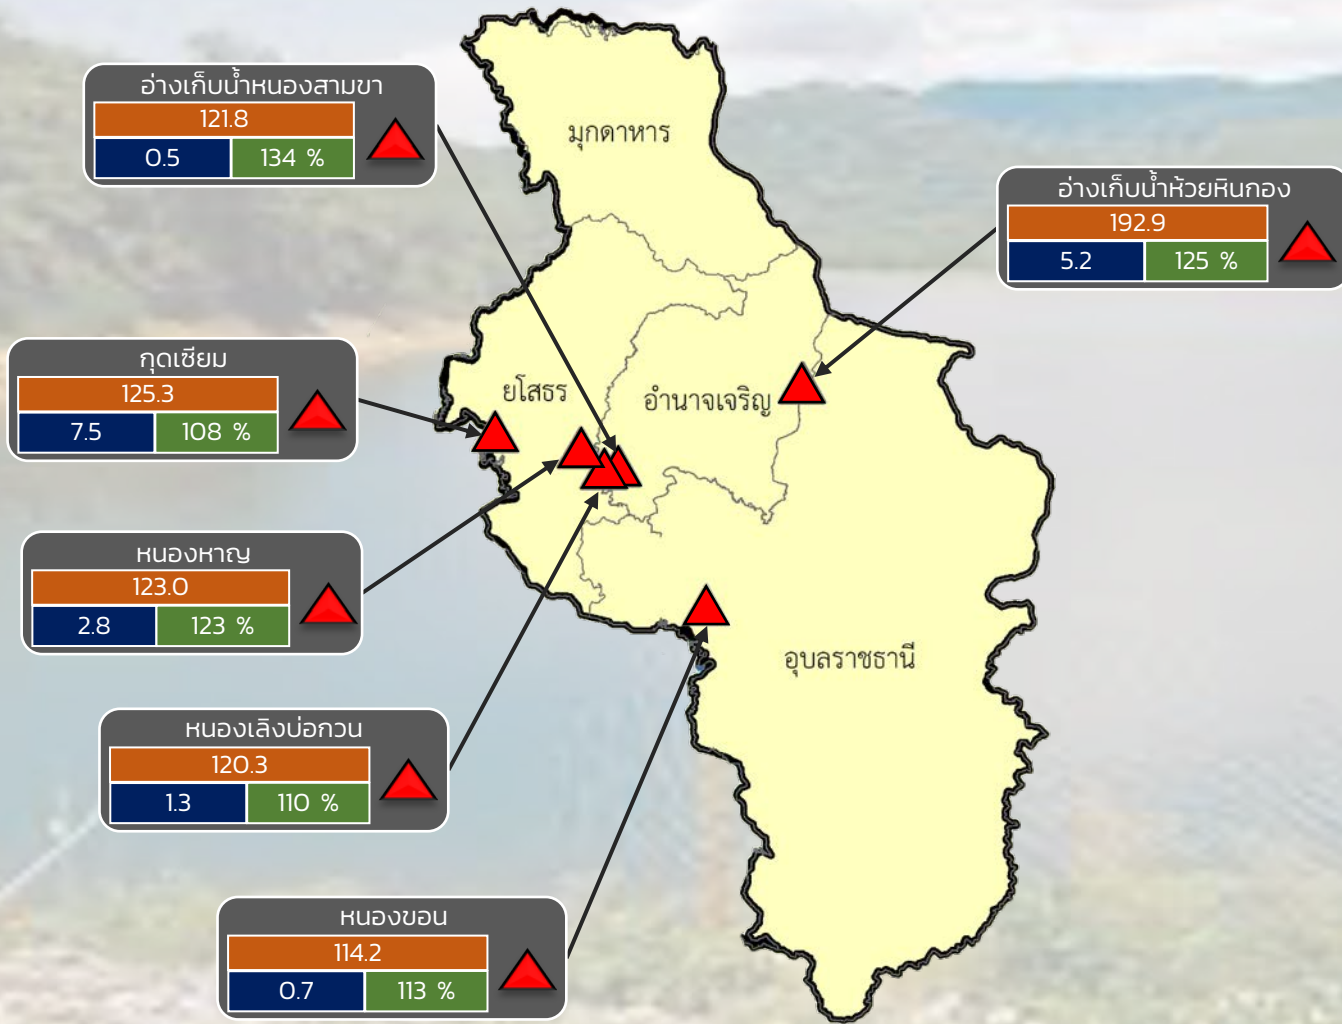 อ่างเก็บน้ำหนองสามขา
121.8
0.5 134 %
มุกดาหาร
อ่างเก็บน้ำห้วยหินกอง
192.9
5.2 125 %
กุดเซียม
125.3
7.5 108 %
ยโสธร
อำนาจเจริญ
หนองหาญ
123.0
2.8 123 %
อุบลราชธานี
หนองเลิงบ่อกวน
120.3
1.3 110 %
หนองขอน
114.2
0.7 113 %